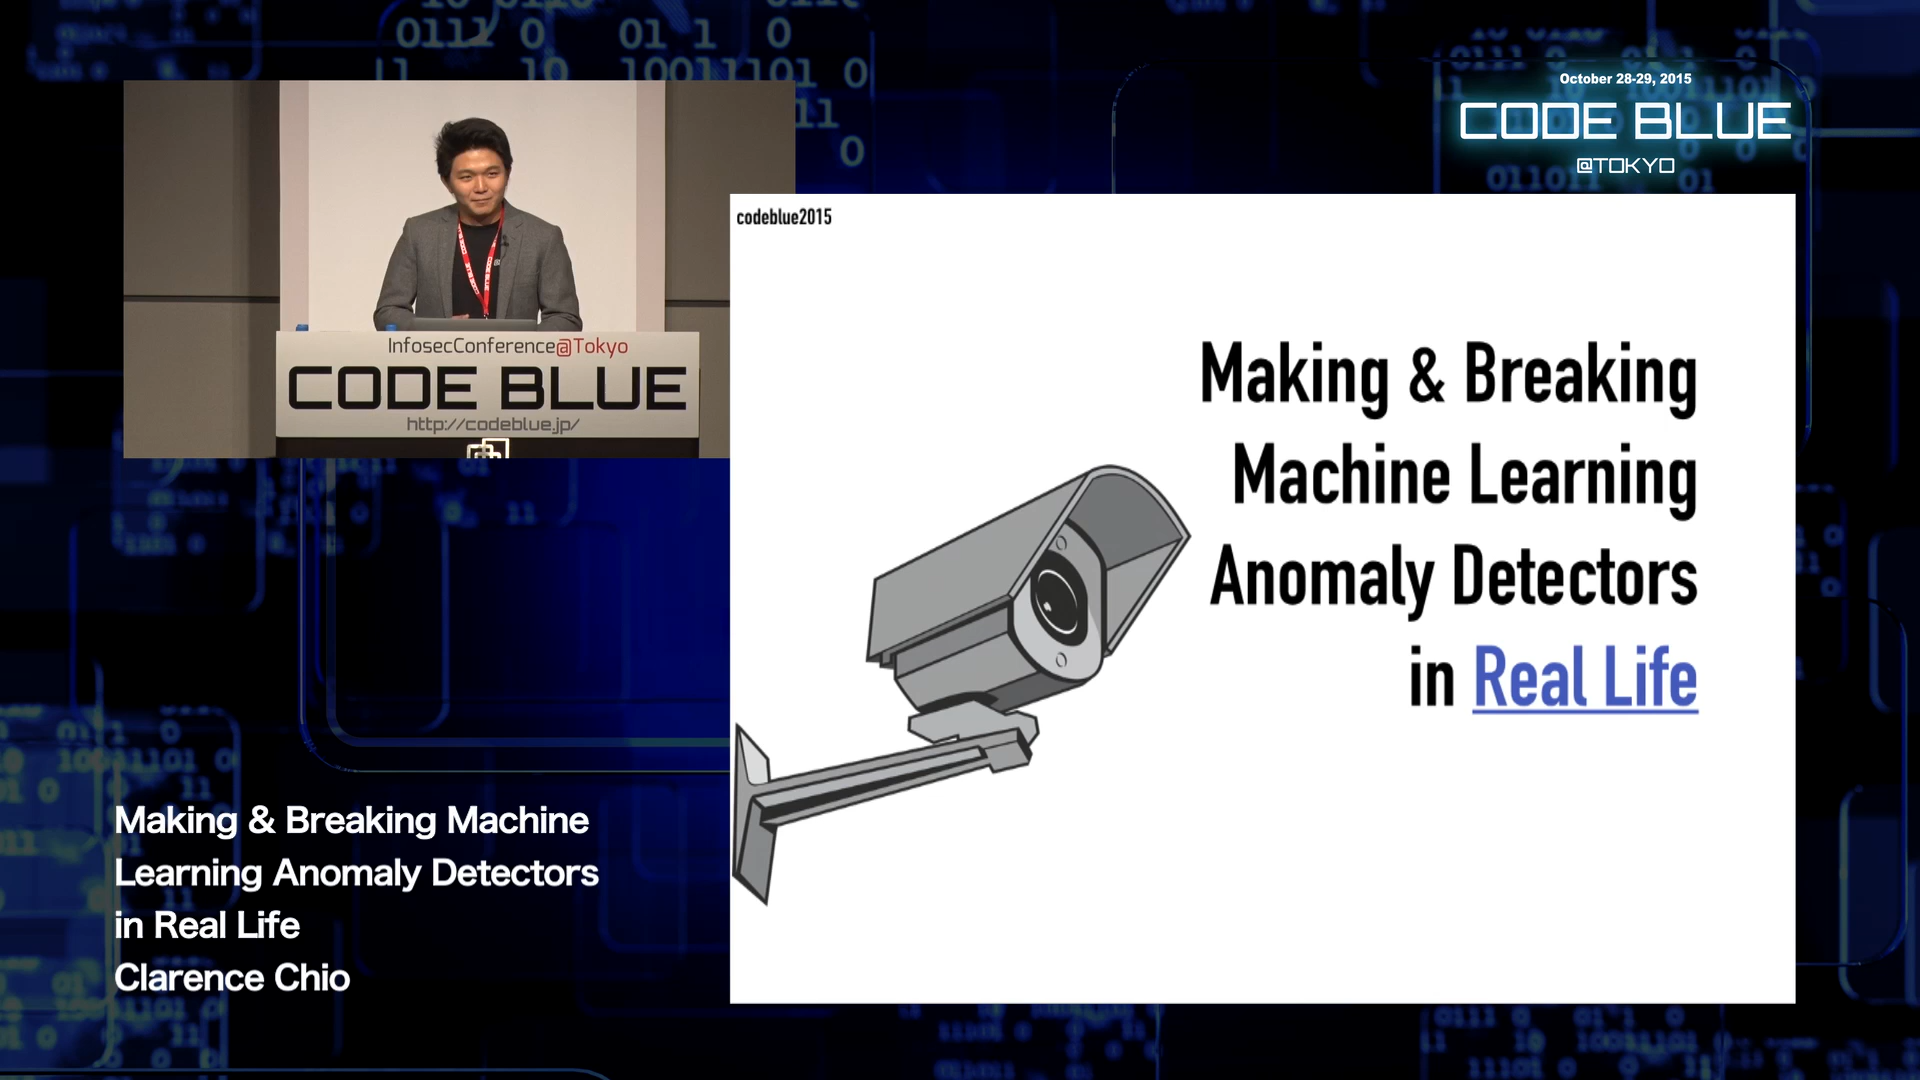 October 28-29, 2015
CODE BLUE
@TOKYO
InfosecConference@Tokyo
CODE BLUE
http://codeblue.jp/
codeblue2015
Making & Breaking
Machine Learning
Anomaly Detectors
in Real Life
Making & Breaking Machine
Learning Anomaly Detectors
in Real Life
Clarence Chio